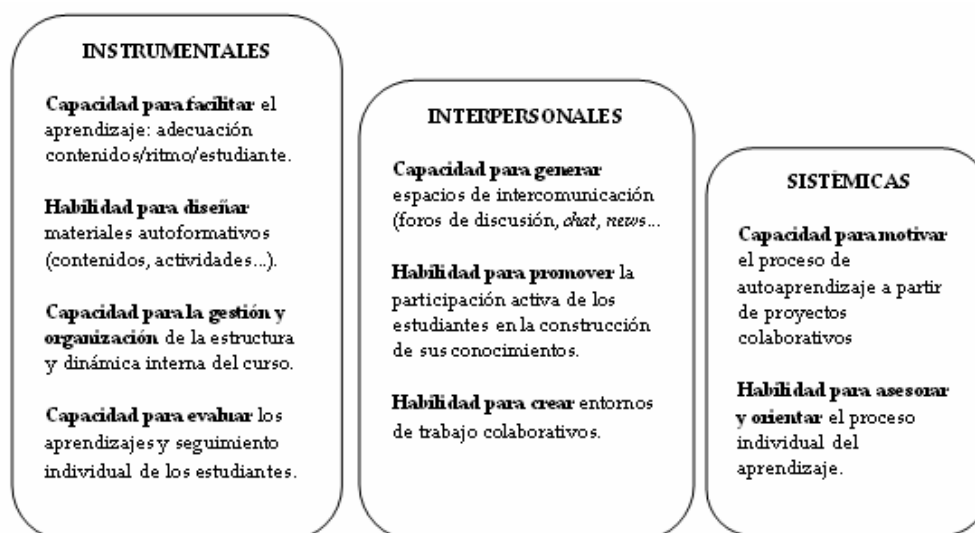 INSTRUMENTALES
Capacidad para facilitar el
aprendizaje: adecuación
contenidos/ritmo/estudiante.
Habilidad para diseñar
materiales autoformativos
(contenidos, actividades...).
Capacidad para la gestión y
organización de la estructura
y dinámica interna del curso.
Capacidad para evaluar los
aprendizajes y seguimiento
individual de los estudiantes.
INTERPERSONALES
Capacidad para generar
espacios de intercomunicación
(foros de discusión, chat, news...
Habilidad para promover la
participación activa de los
estudiantes en la construcción
de sus conocimientos.
Habilidad para crear entornos
de trabajo colaborativos.
SISTÉMICAS
Capacidad para motivar
el proceso de
autoaprendizaje a partir
de proyectos
colaborativos
Habilidad para asesorar
y orientar el proceso
individual del
aprendizaje.